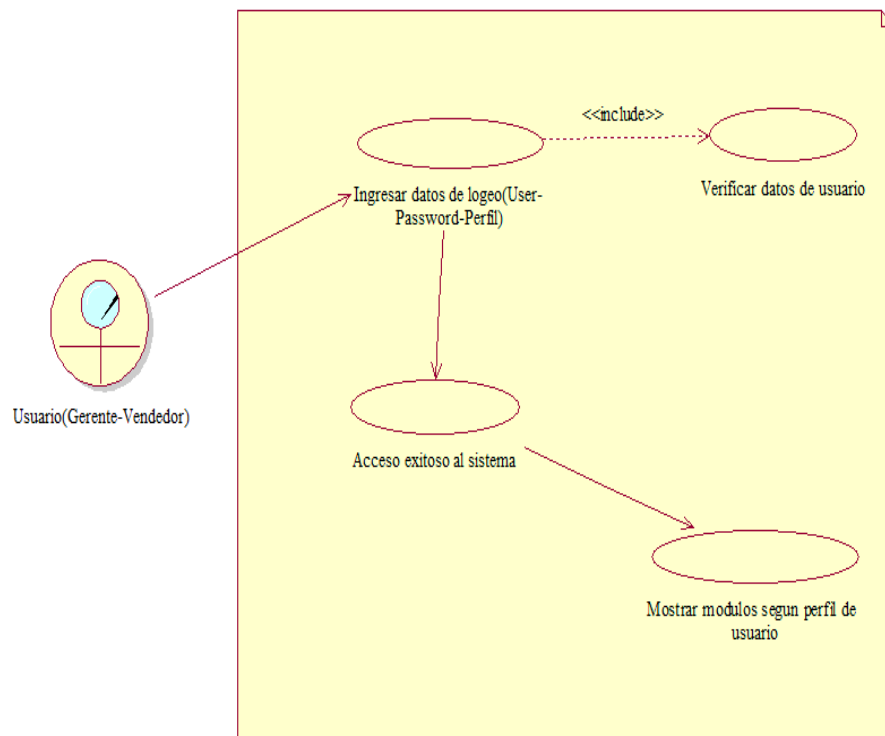 <<include>>
Verificar datos de usuario
Ingresar datos de logeo(User-
Password-Perfil)
Usuario(Gerente-Vendedor)
Acceso exitoso al sistema
Mostrar modulos segun perfil de
usuario